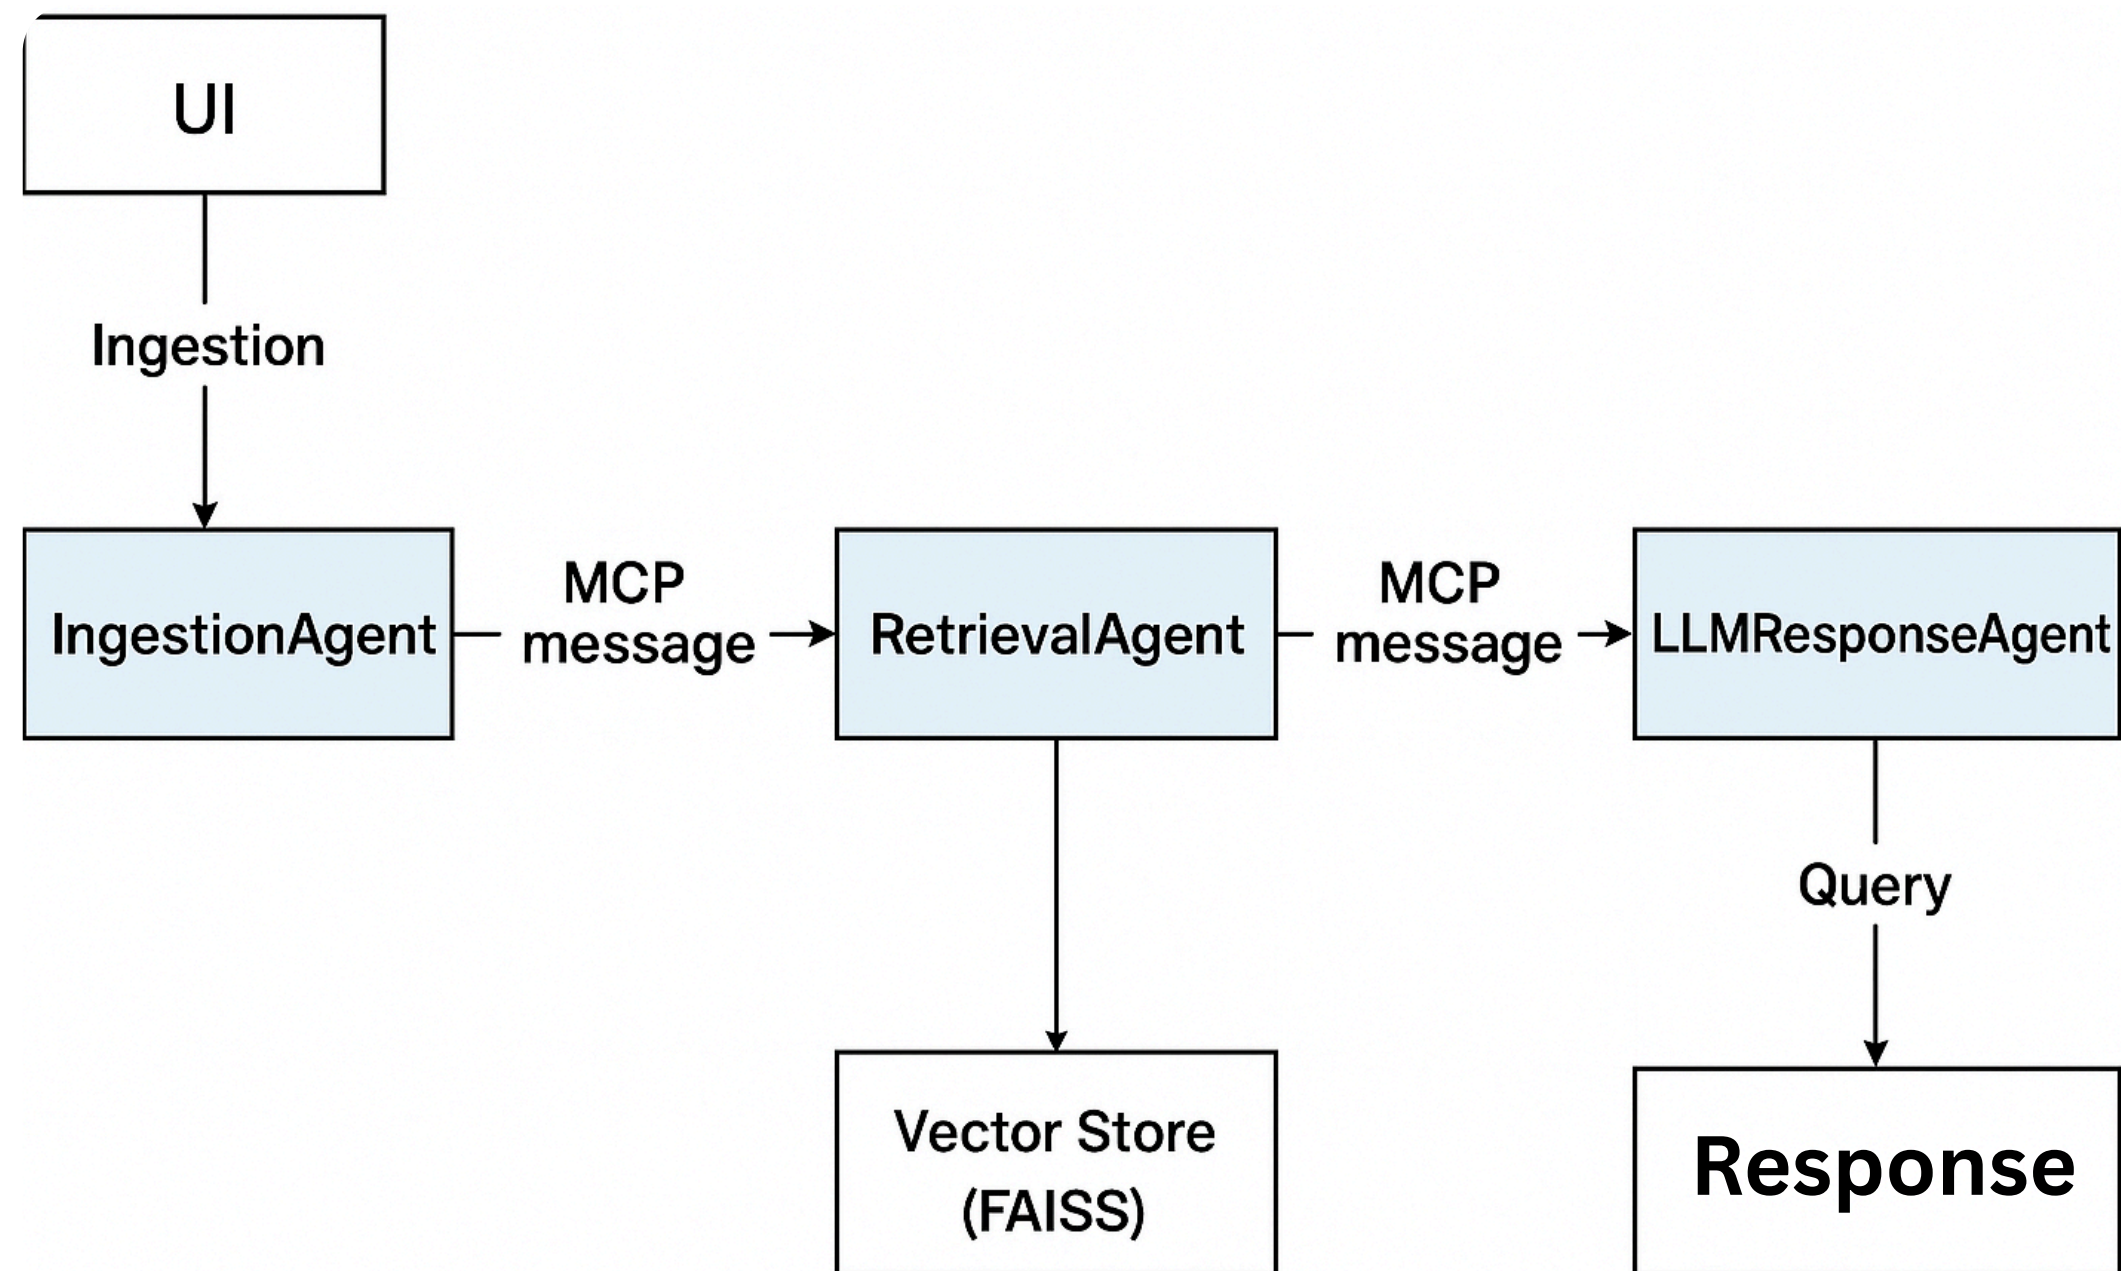 UI
Ingestion
IngestionAgent
MCP
message
RetrievalAgent
MCP
message
LLMResponseAgent
Query
Vector Store
(FAISS)
Response